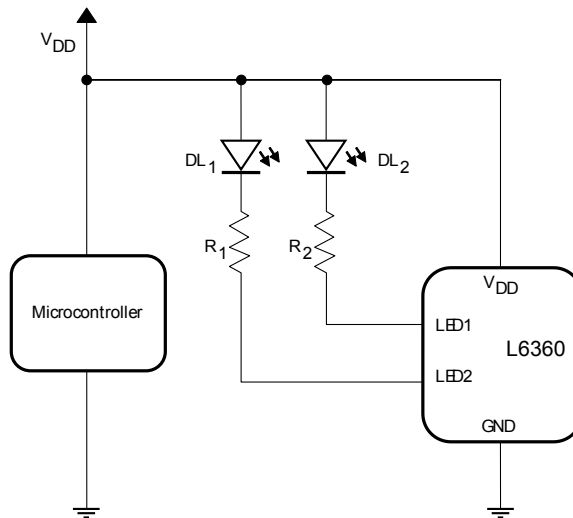 VDD
DL1
DL2
R1
R2
VDD
Microcontroller
LED1
L6360
LED2
GND